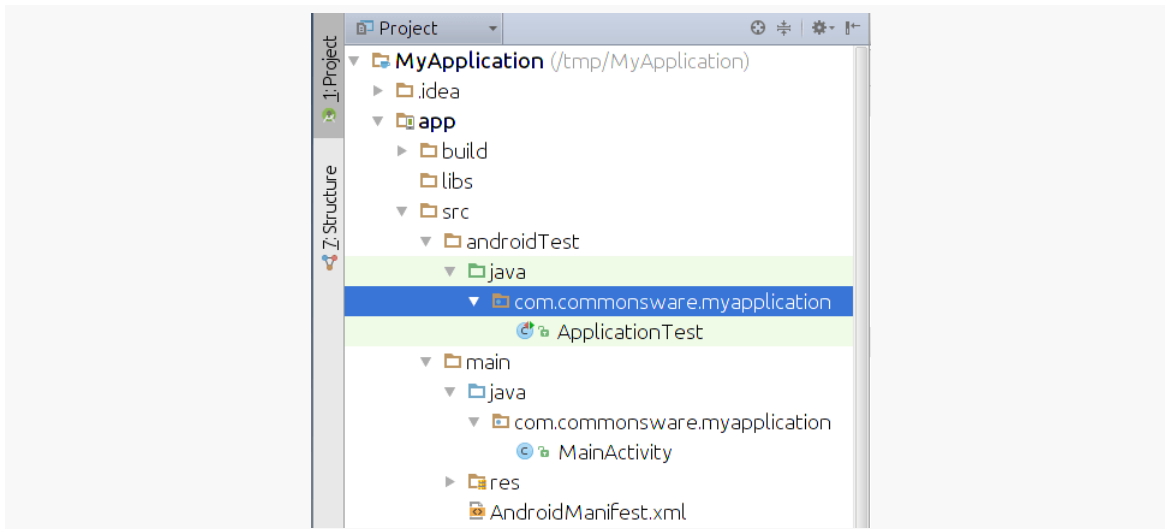 1: Project
7: Structure
Project
MyApplication (/tmp/MyApplication)
.idea
app
build
libs
src
androidTest
java
com.commonsware.myapplication
ApplicationTest
main
java
com.commonsware.myapplication
MainActivity
res
AndroidManifest.xml